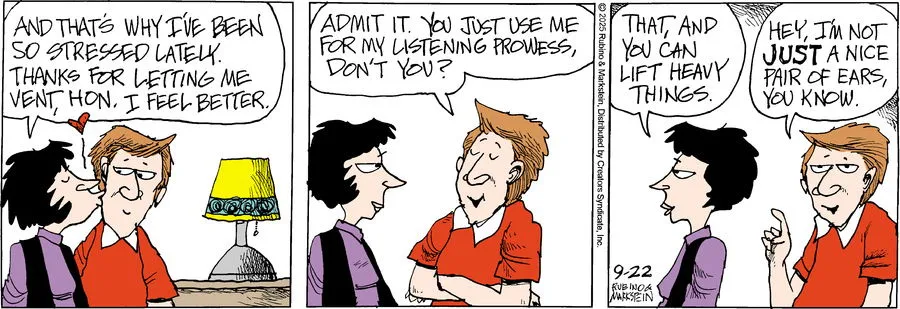 AND THAT'S WHY I'VE BEEN
SO STRESSED LATELY.
THANKS FOR LETTING ME
VENT, HON. I FEEL BETTER.
ADMIT IT. YOU JUST USE ME
FOR MY LISTENING PROWESS,
DON'T YOU?
© 2025 Rubino & Markstein, Distributed by Creators Syndicate, Inc.
THAT, AND
YOU CAN
LIFT HEAVY
THINGS.
HEY, I'M NOT
JUST A NICE
PAIR OF EARS,
YOU KNOW.
9-22
RUBINO &
MARKSTEIN